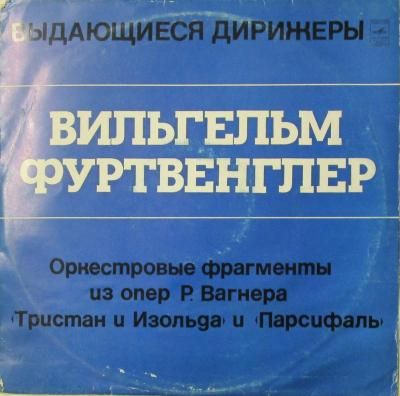 ВЫДАЮЩИЕСЯ ДИРИЖЕРЫ
ВИЛЬГЕЛЬМ
ФУРТВЕНГЛЕР
Оркестровые фрагменты
из опер Р. Вагнера
‹Тристан и Изольда› и ‹Парсифаль›